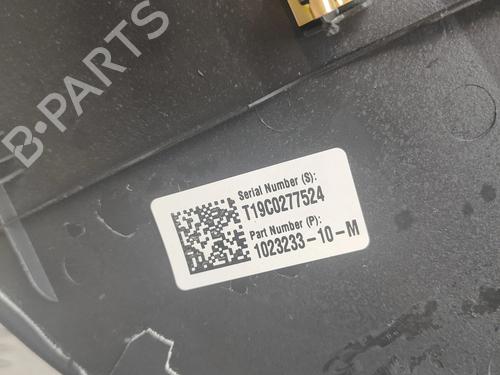 B-PARTS
Serial Number (S):
T19C0277524
Part Number (P):
1023233-10-M